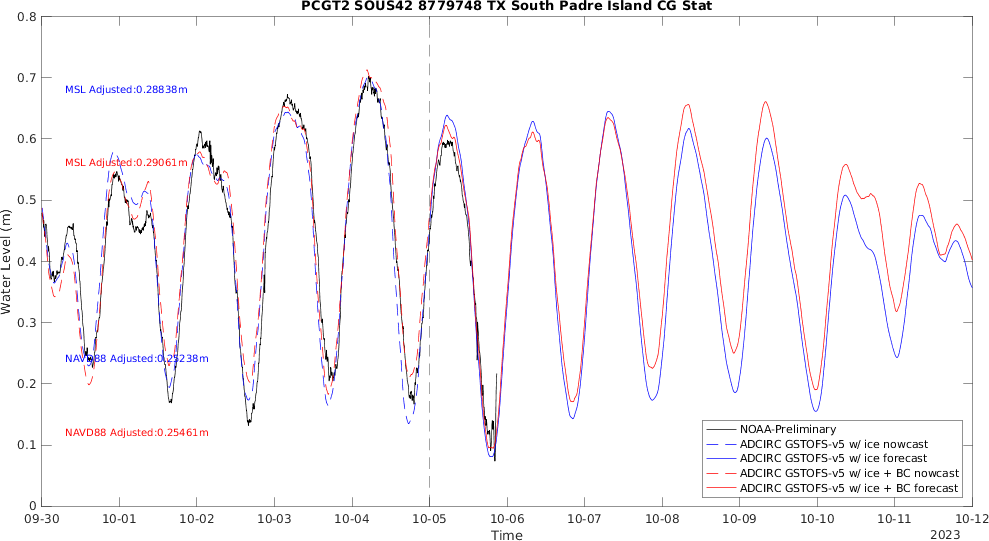 PCGT2 SOUS42 8779748 TX South Padre Island CG Stat
0.8
0.7
0.6
0.5
0.4
0.3
0.2
0.1
0
Water Level (m)
MSL Adjusted:0.28838m
MSL Adjusted:0.29061m
NAVD88 Adjusted:0.25238m
NAVD88 Adjusted:0.25461m
NOAA-Preliminary
ADCIRC GSTOFS-v5 w/ ice nowcast
ADCIRC GSTOFS-v5 w/ ice forecast
ADCIRC GSTOFS-v5 w/ ice + BC nowcast
ADCIRC GSTOFS-v5 w/ ice + BC forecast
09-30 10-01 10-02 10-03 10-04 10-05 10-06 10-07 10-08 10-09 10-10 10-11 10-12
Time
2023